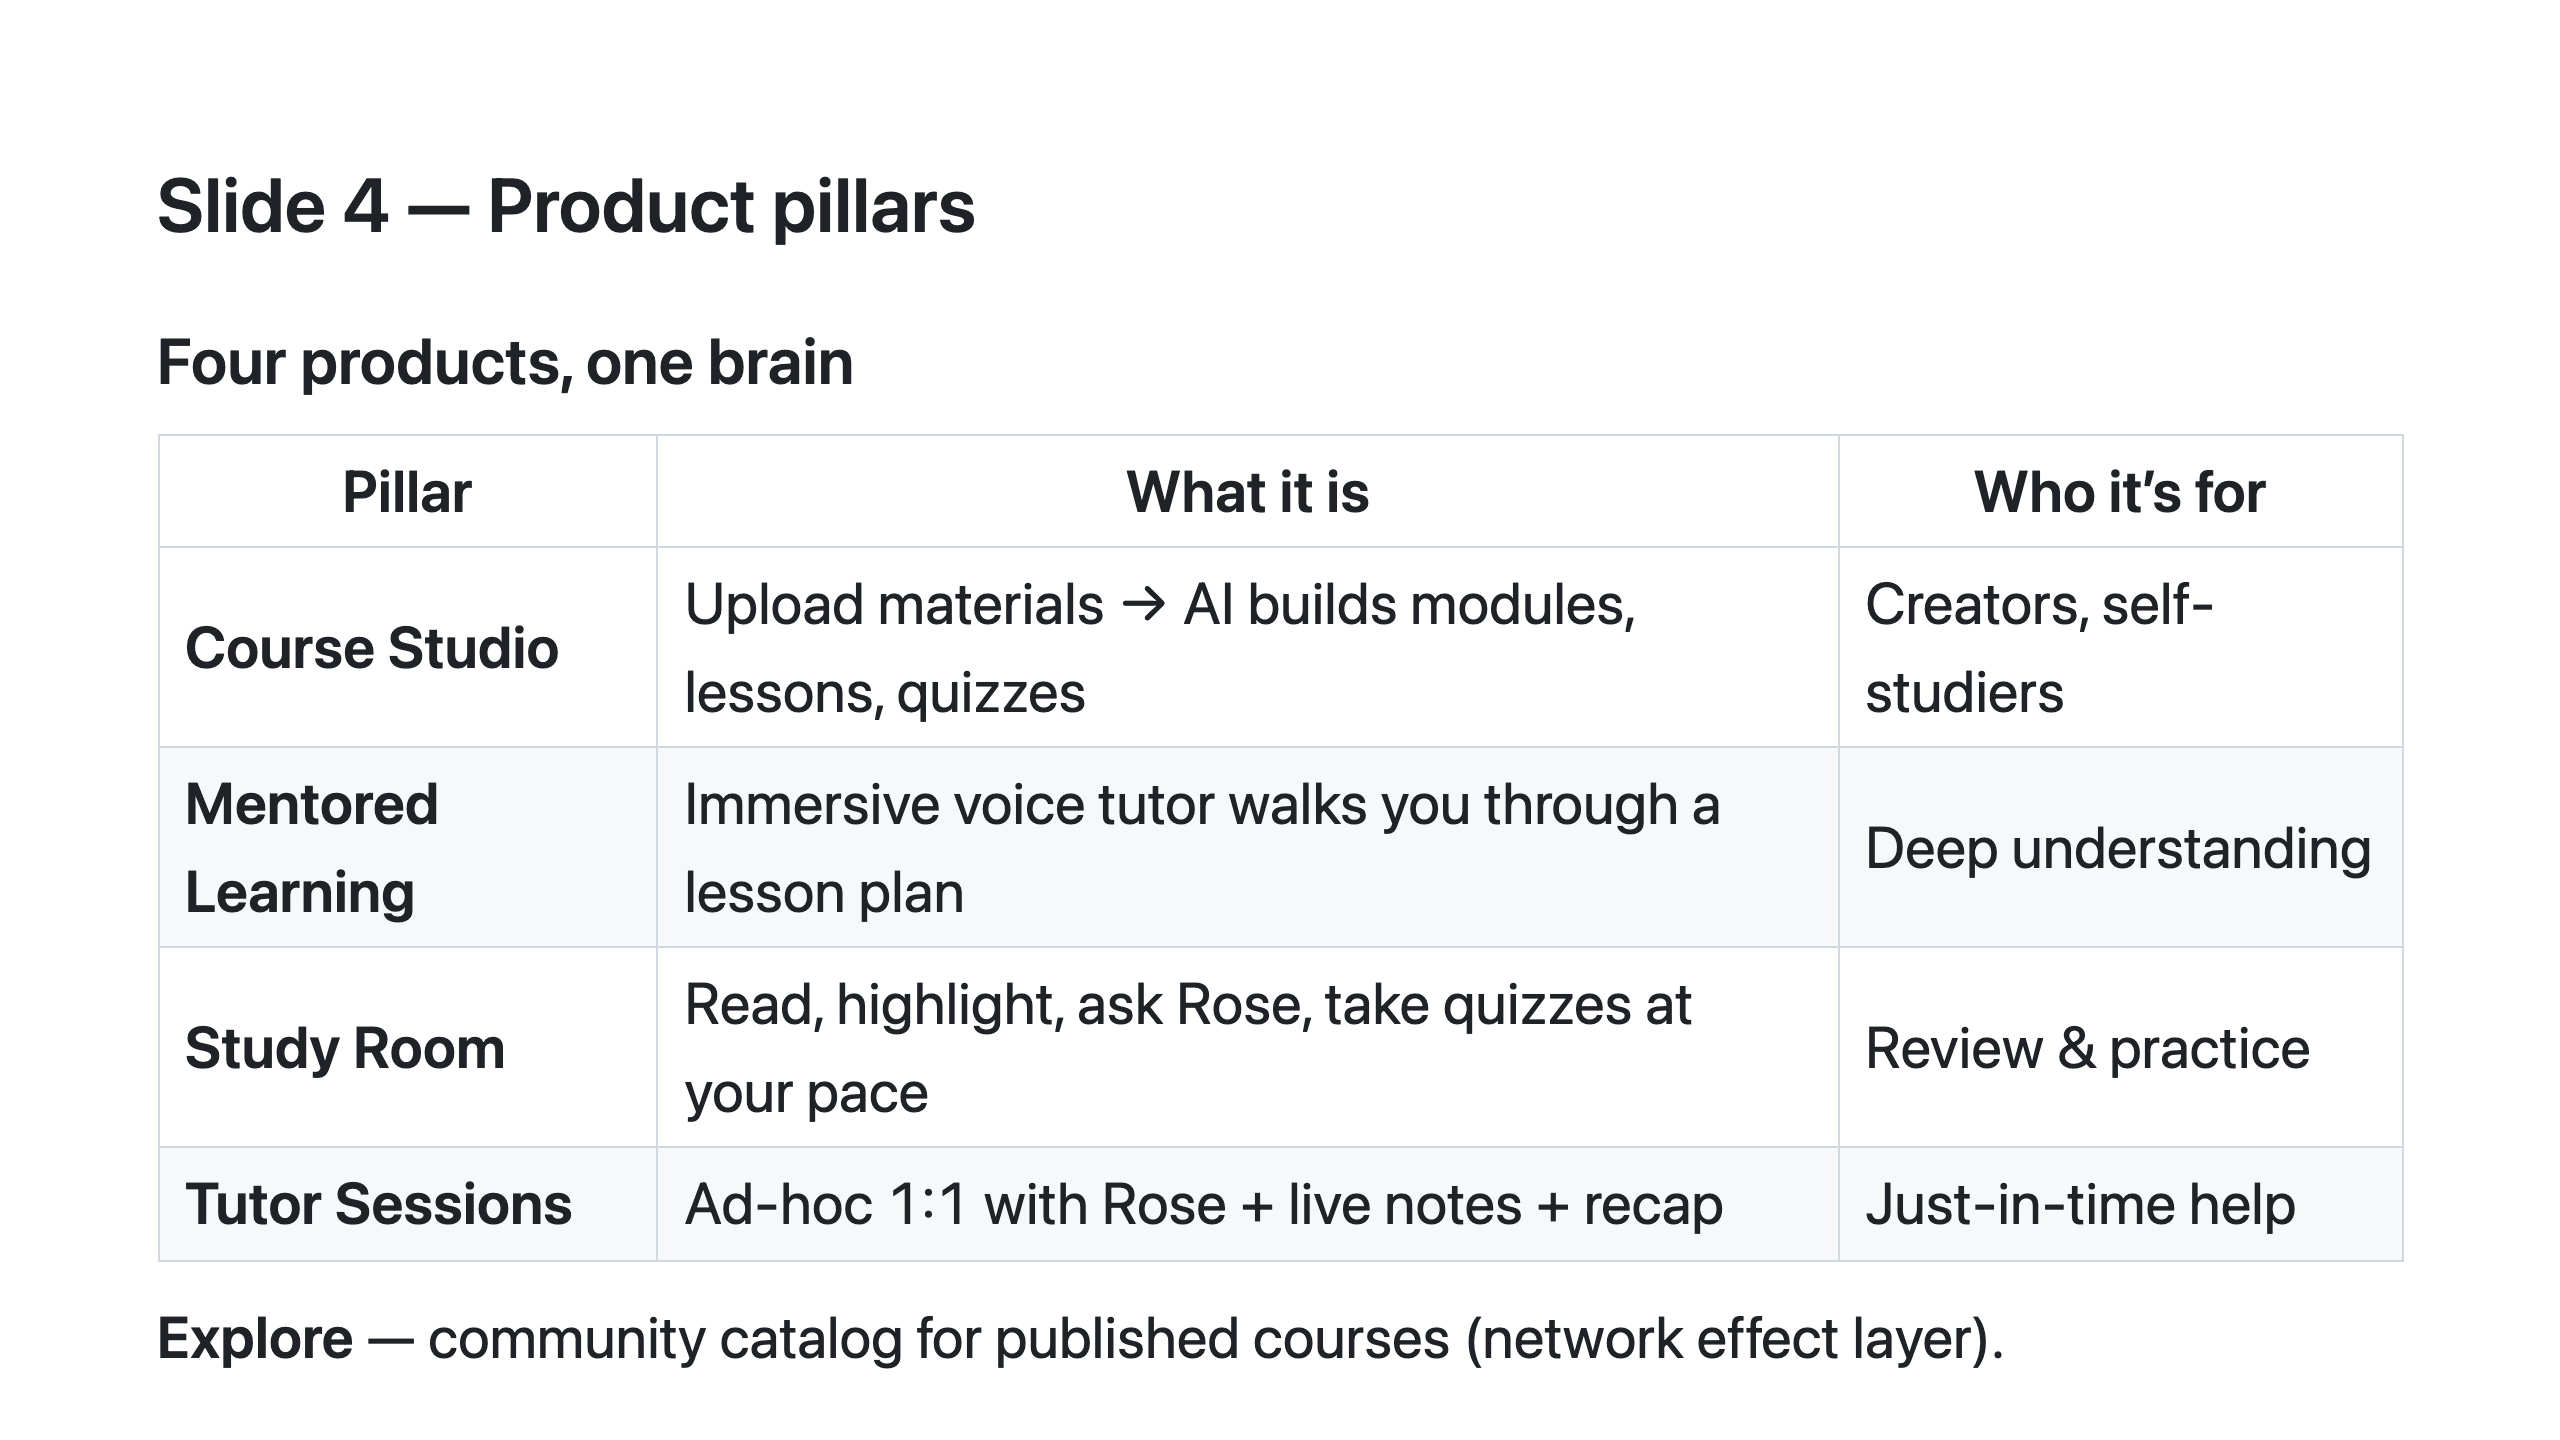 Slide 4 — Product pillars
Four products, one brain
Pillar
What it is
Who it’s for
Course Studio
Upload materials → AI builds modules,
lessons, quizzes
Creators, self-
studiers
Mentored
Learning
Immersive voice tutor walks you through a
lesson plan
Deep understanding
Study Room
Read, highlight, ask Rose, take quizzes at
your pace
Review & practice
Tutor Sessions
Ad-hoc 1:1 with Rose + live notes + recap
Just-in-time help
Explore — community catalog for published courses (network effect layer).